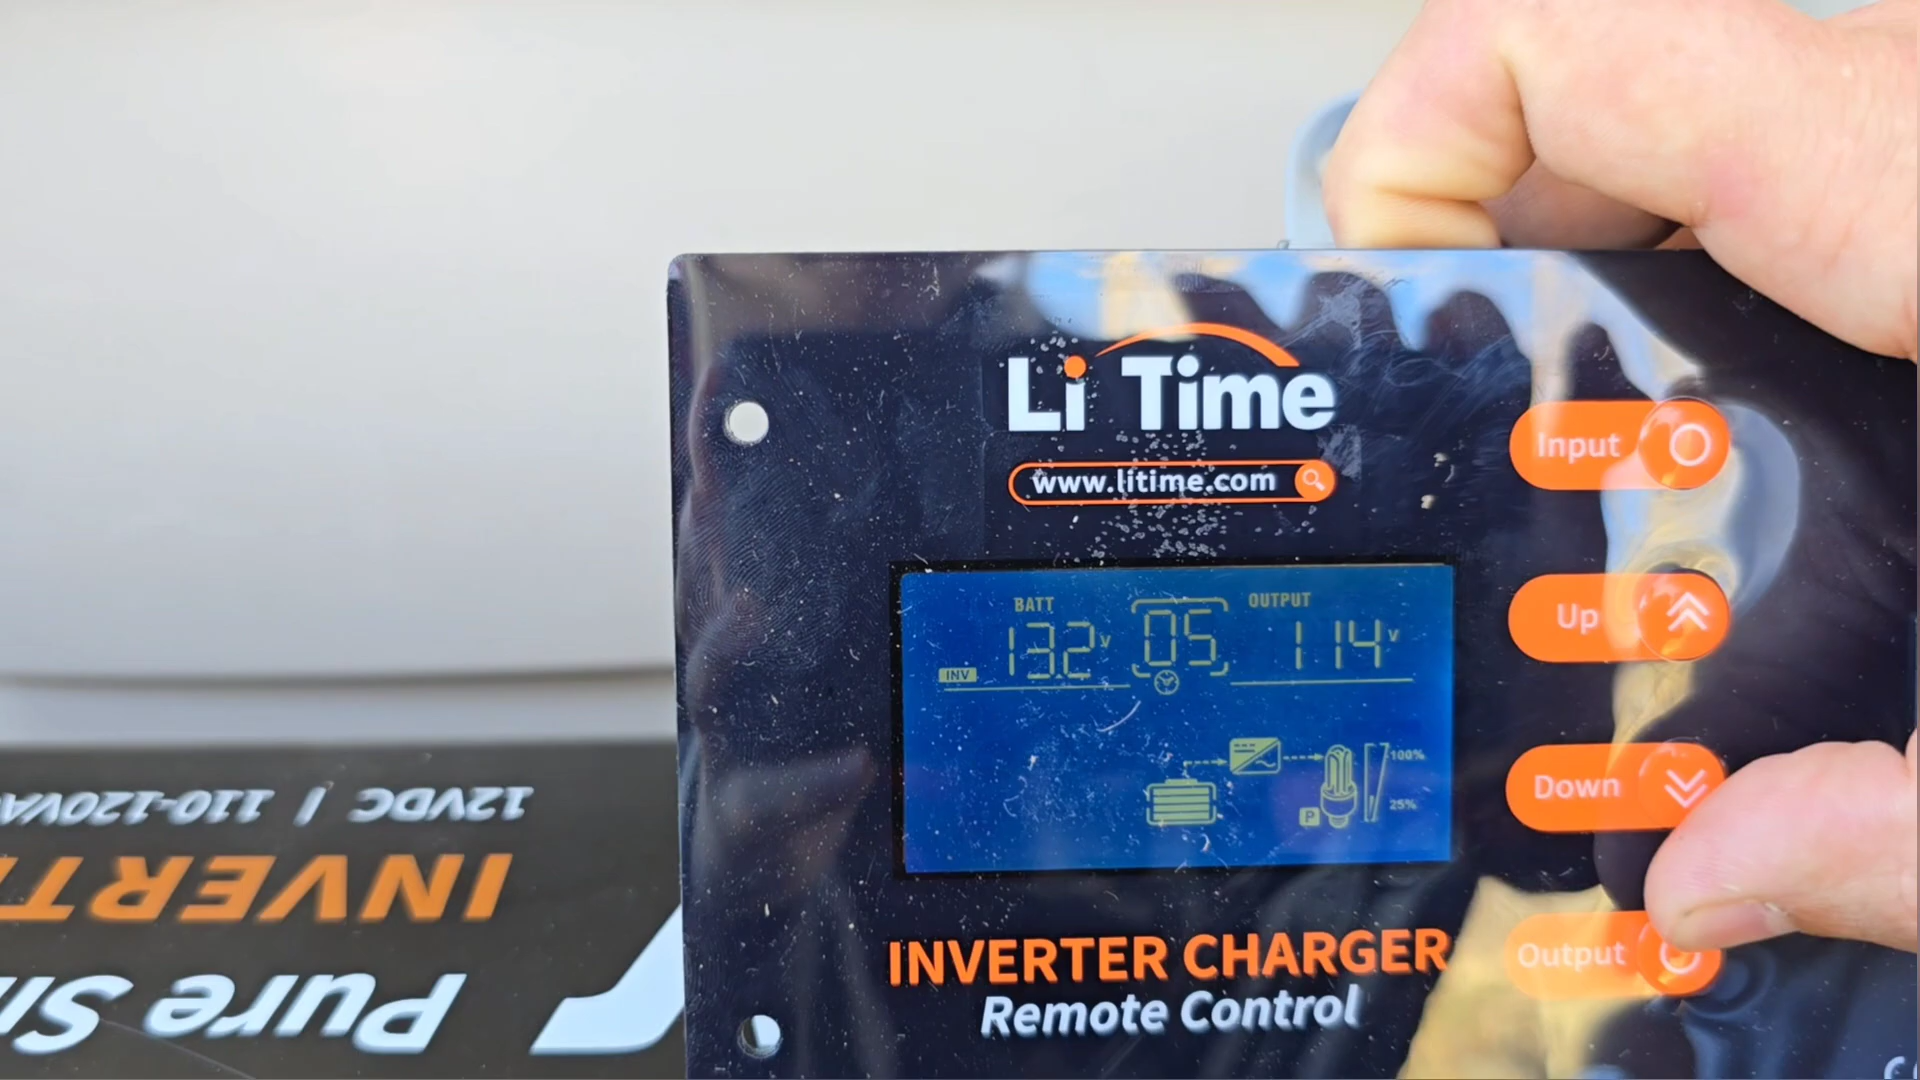 Li Time
www.litime.com
Input
Up
Down
Output
BATT
OUTPUT
INV
13.2V
05
114V
100%
P
25%
INVERTER CHARGER
Remote Control
12VDC | 110-120VA
INVERT
Pure Si